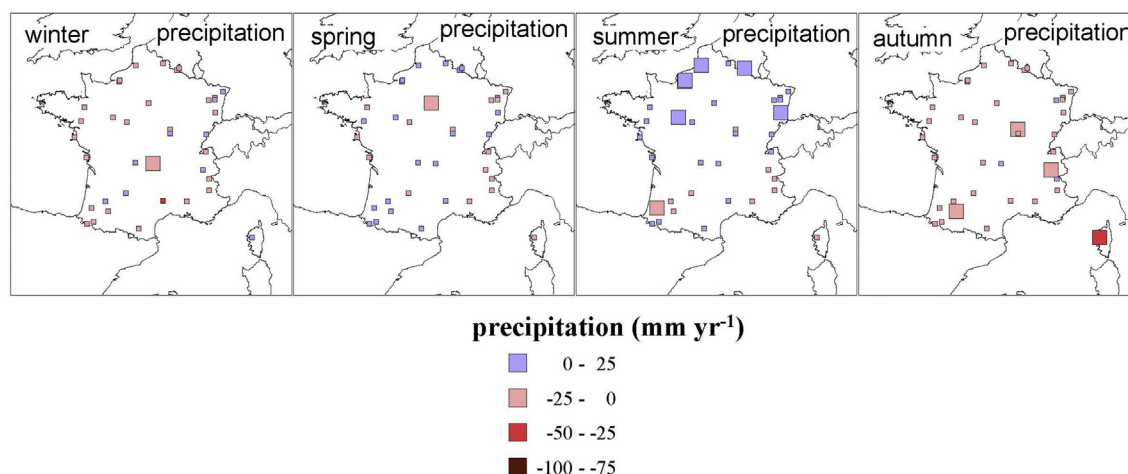 winter precipitation
spring precipitation
summer precipitation
autumn precipitation
precipitation (mm yr-1)
0 - 25
-25 - 0
-50 - -25
-100 - -75